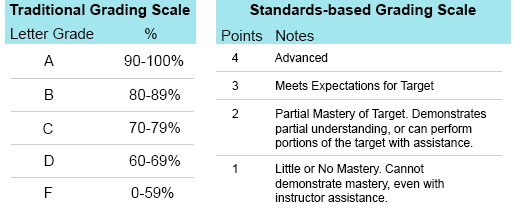 Traditional Grading Scale
Letter Grade %
A 90-100%
B 80-89%
C 70-79%
D 60-69%
F 0-59%
Standards-based Grading Scale
Points Notes
4 Advanced
3 Meets Expectations for Target
2 Partial Mastery of Target. Demonstrates
partial understanding, or can perform
portions of the target with assistance.
1 Little or No Mastery. Cannot
demonstrate mastery, even with
instructor assistance.